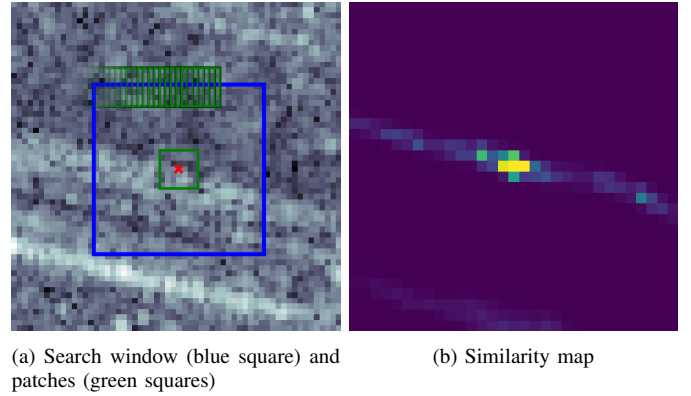 (a) Search window (blue square) and
patches (green squares)
(b) Similarity map